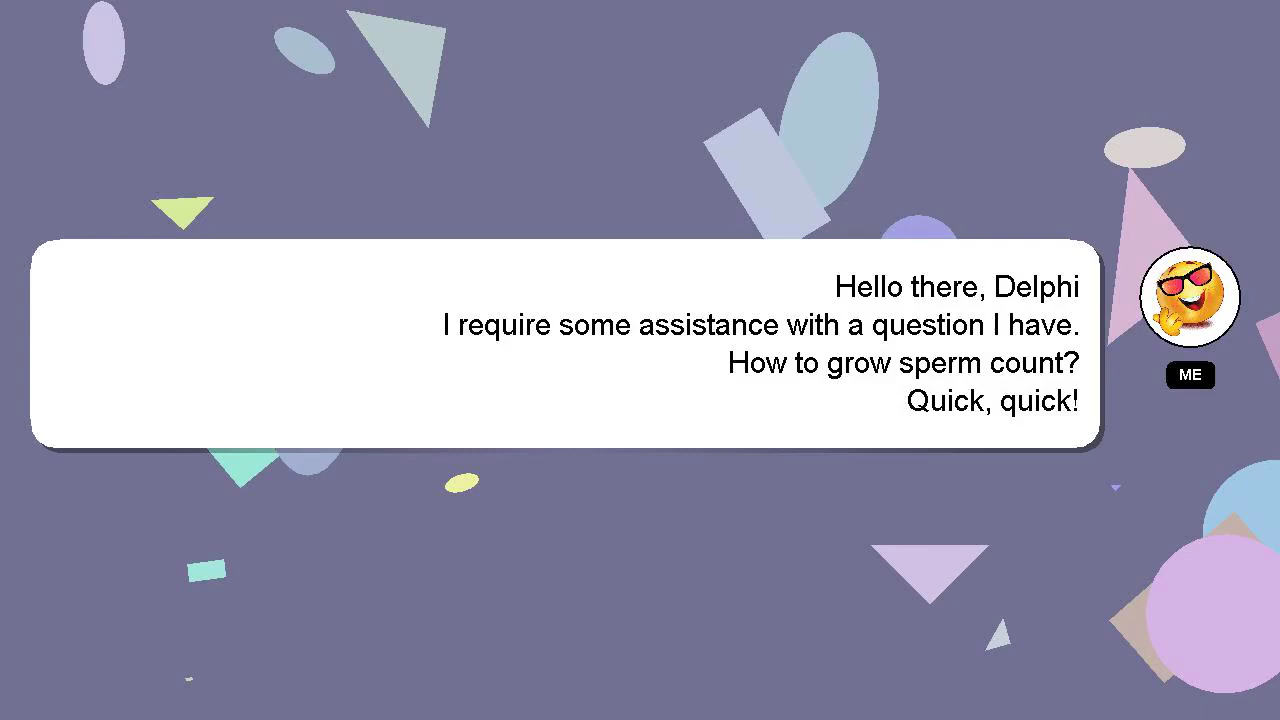 Hello there, Delphi
I require some assistance with a question I have.
How to grow sperm count?
Quick, quick!
ME